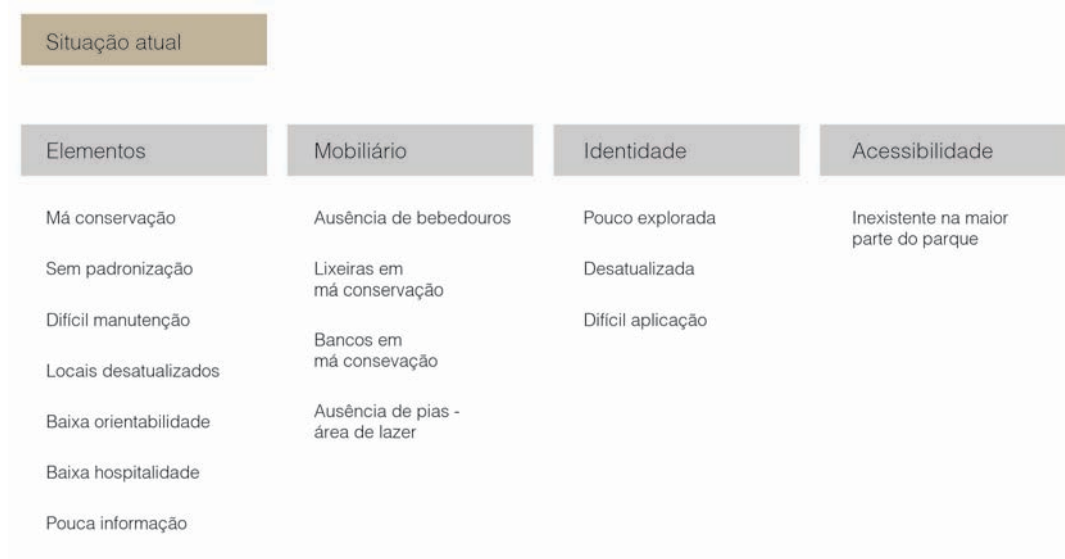 Situação atual
Elementos
Má conservação
Sem padronização
Difícil manutenção
Locais desatualizados
Baixa orientabilidade
Baixa hospitalidade
Pouca informação
Mobiliário
Ausência de bebedouros
Lixeiras em
má conservação
Bancos em
má consevação
Ausência de pias -
área de lazer
Identidade
Pouco explorada
Desatualizada
Difícil aplicação
Acessibilidade
Inexistente na maior
parte do parque